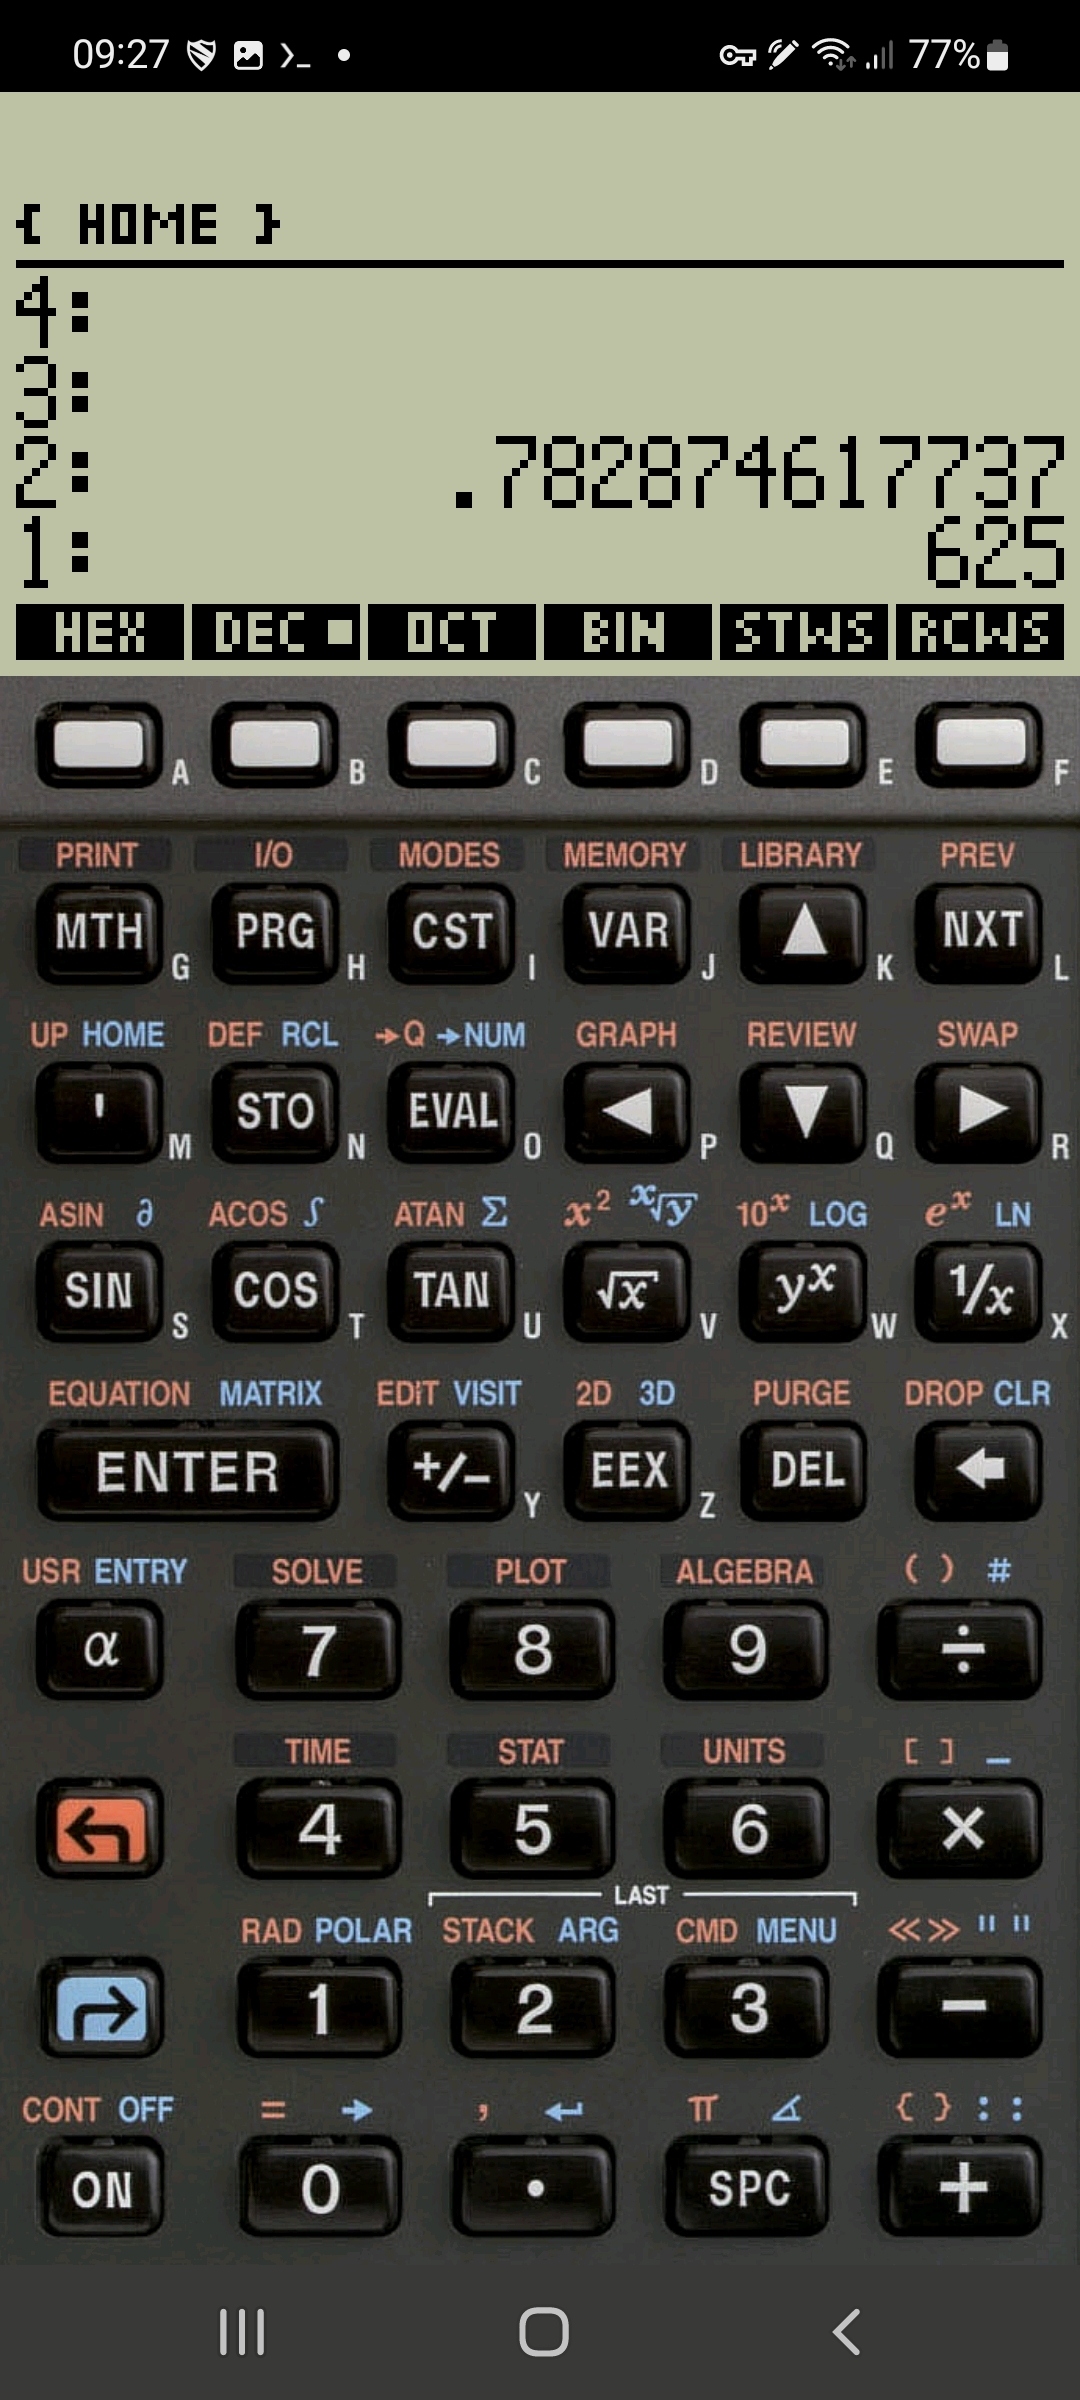 09:27 77%
{ HOME }
4:
3:
2: .782874617737
1: 625
HEX DEC OCT BIN STWS RCWS
A B C D E F
PRINT I/O MODES MEMORY LIBRARY PREV
MTH G PRG H CST I VAR J ▲ K NXT L
UP HOME DEF RCL →Q →NUM GRAPH REVIEW SWAP
' M STO N EVAL O ◀ P ▼ Q ▶ R
ASIN ∂ ACOS ∫ ATAN Σ x² ˣ√y 10ˣ LOG eˣ LN
SIN S COS T TAN U √x V yˣ W 1/x X
EQUATION MATRIX EDIT VISIT 2D 3D PURGE DROP CLR
ENTER +/− Y EEX Z DEL ←
USR ENTRY SOLVE PLOT ALGEBRA ( ) #
α 7 8 9 ÷
TIME STAT UNITS [ ] _
4 5 6 ×
LAST
RAD POLAR STACK ARG CMD MENU ≪≫ " "
1 2 3 −
CONT OFF = → , ↵ π ∡ { } : :
ON 0 . SPC +